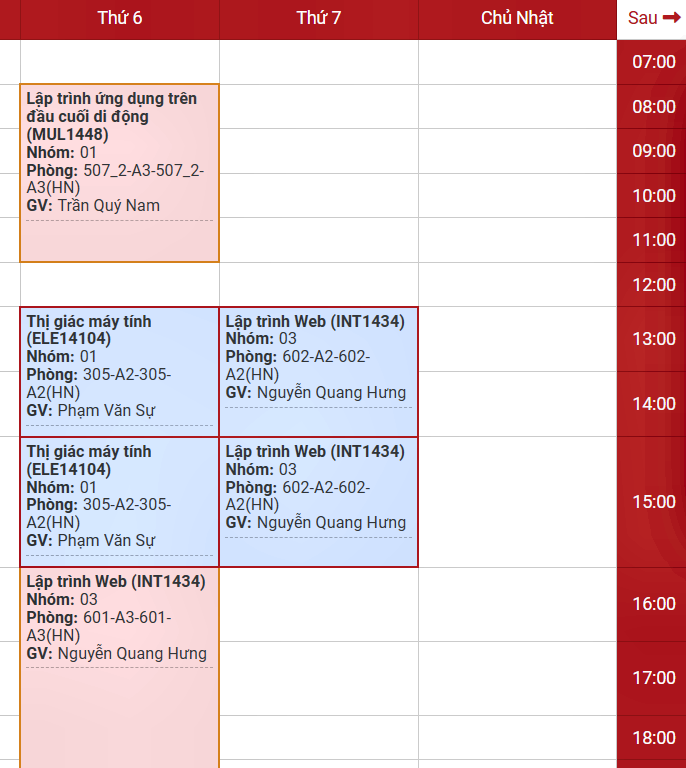 Thứ 6
Thứ 7
Chủ Nhật
Sau
07:00
08:00
09:00
10:00
11:00
12:00
13:00
14:00
15:00
16:00
17:00
18:00
Lập trình ứng dụng trên
đầu cuối di động
(MUL1448)
Nhóm: 01
Phòng: 507_2-A3-507_2-
A3(HN)
GV: Trần Quý Nam
Thị giác máy tính
(ELE14104)
Nhóm: 01
Phòng: 305-A2-305-
A2(HN)
GV: Phạm Văn Sự
Thị giác máy tính
(ELE14104)
Nhóm: 01
Phòng: 305-A2-305-
A2(HN)
GV: Phạm Văn Sự
Lập trình Web (INT1434)
Nhóm: 03
Phòng: 601-A3-601-
A3(HN)
GV: Nguyễn Quang Hưng
Lập trình Web (INT1434)
Nhóm: 03
Phòng: 602-A2-602-
A2(HN)
GV: Nguyễn Quang Hưng
Lập trình Web (INT1434)
Nhóm: 03
Phòng: 602-A2-602-
A2(HN)
GV: Nguyễn Quang Hưng